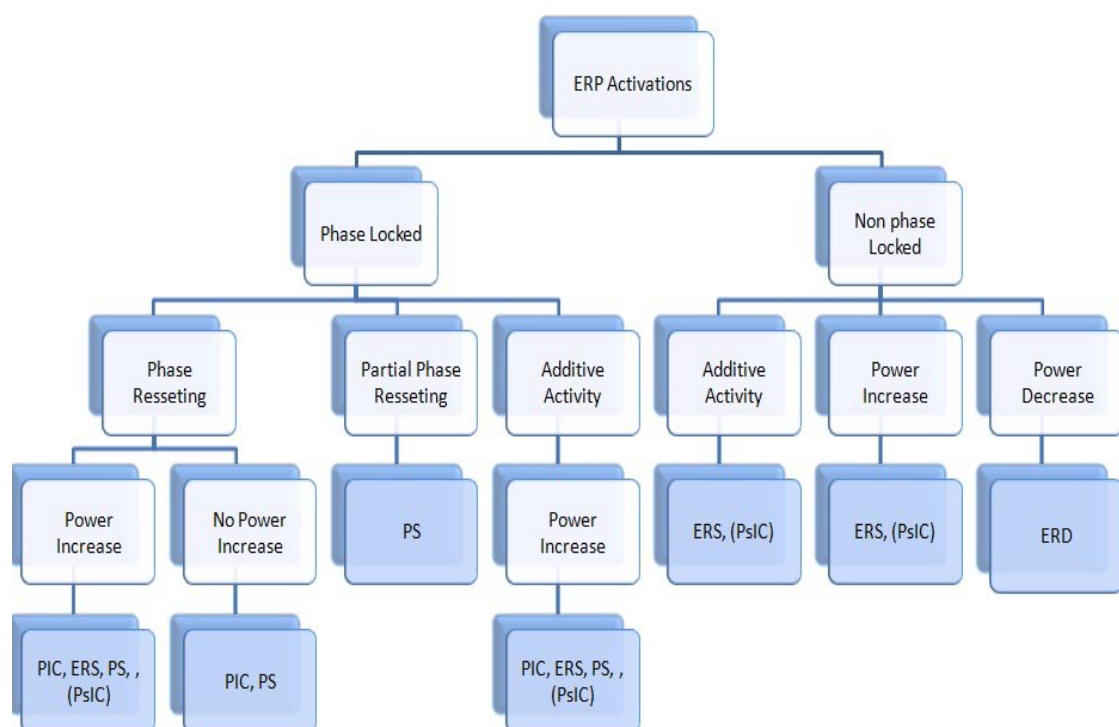 ERP Activations
Phase Locked
Non phase
Locked
Phase
Resseting
Partial Phase
Resseting
Additive
Activity
Additive
Activity
Power
Increase
Power
Decrease
Power
Increase
No Power
Increase
PS
Power
Increase
ERS, (PsIC)
ERS, (PsIC)
ERD
PIC, ERS, PS, ,
(PsIC)
PIC, PS
PIC, ERS, PS, ,
(PsIC)